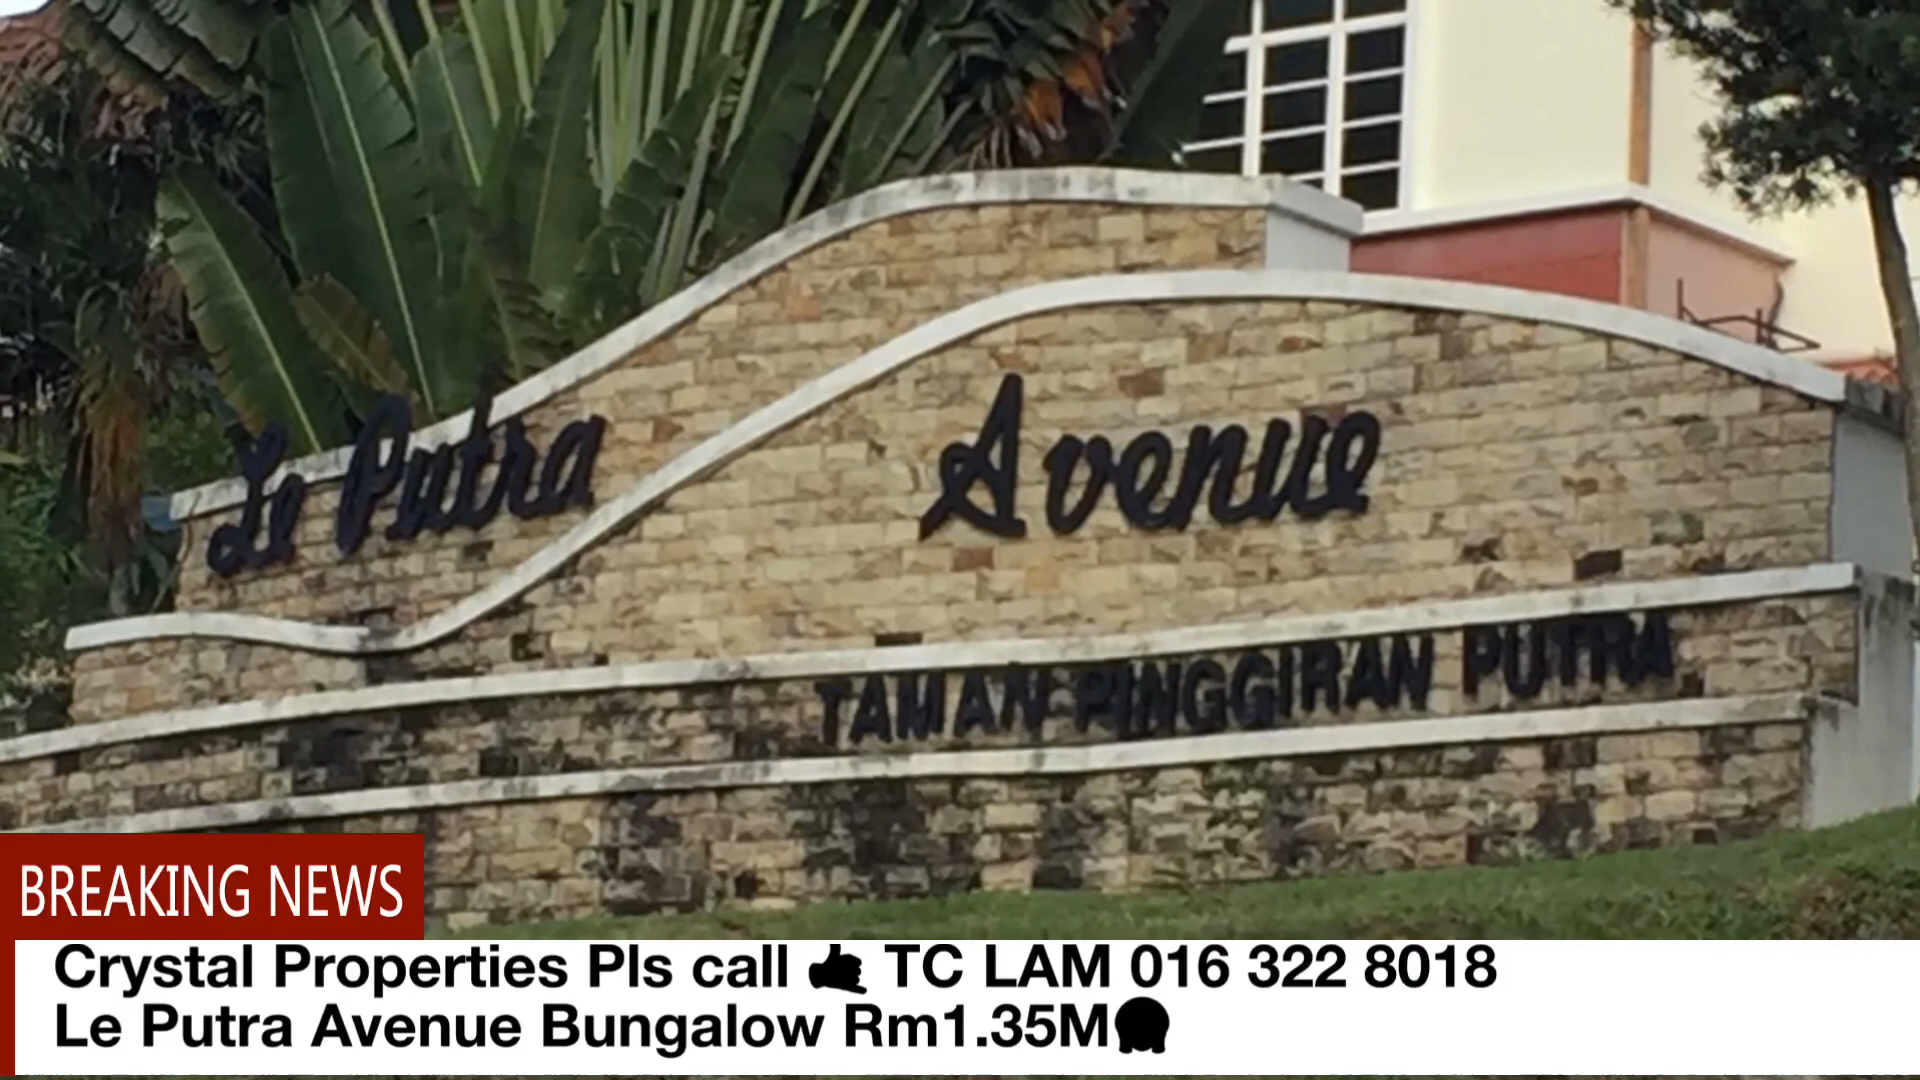 Le Putra Avenue
TAMAN PINGGIRAN PUTRA
BREAKING NEWS
Crystal Properties Pls call 🤙 TC LAM 016 322 8018
Le Putra Avenue Bungalow Rm1.35M